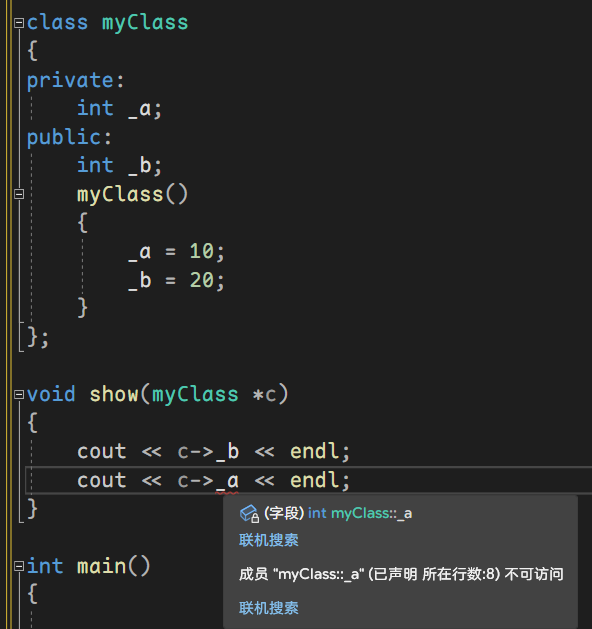 class myClass
{
private:
    int _a;
public:
    int _b;
    myClass()
    {
        _a = 10;
        _b = 20;
    }
};
void show(myClass *c)
{
    cout << c->_b << endl;
    cout << c->_a << endl;
}
(字段) int myClass::_a
联机搜索
成员 "myClass::_a" (已声明 所在行数:8) 不可访问
联机搜索
int main()
{